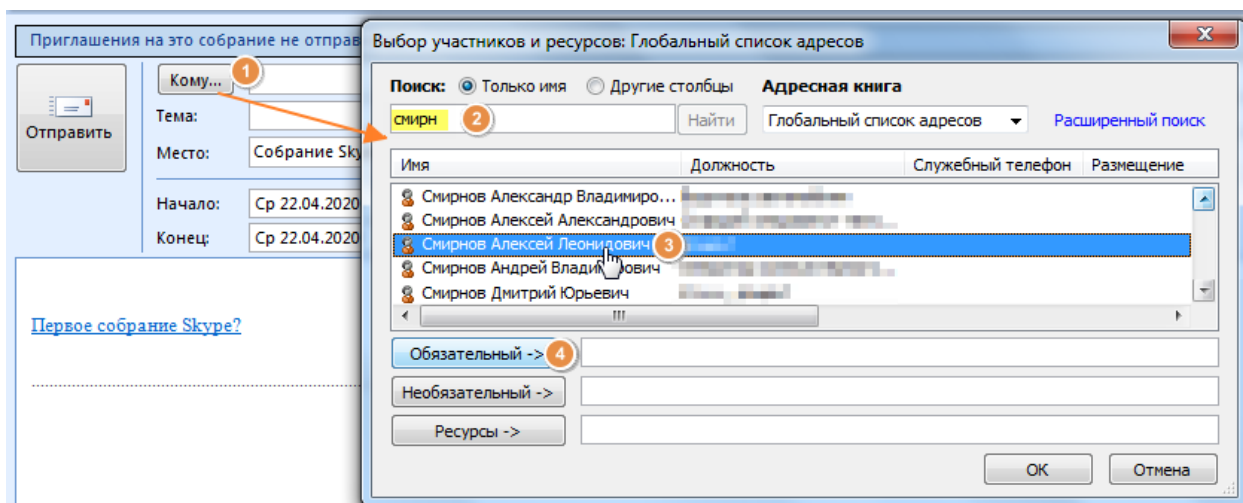 Приглашения на это собрание не отправ
Выбор участников и ресурсов: Глобальный список адресов
Отправить
Кому... 1
Тема:
Место: Собрание Sky
Начало: Ср 22.04.2020
Конец: Ср 22.04.2020
Первое собрание Skype?
Поиск: Только имя Другие столбцы Адресная книга
смирн 2 Найти Глобальный список адресов Расширенный поиск
Имя Должность Служебный телефон Размещение
Смирнов Александр Владимиро...
Смирнов Алексей Александрович
Смирнов Алексей Леонидович 3
Смирнов Андрей Владимирович
Смирнов Дмитрий Юрьевич
Обязательный -> 4
Необязательный ->
Ресурсы ->
ОК Отмена